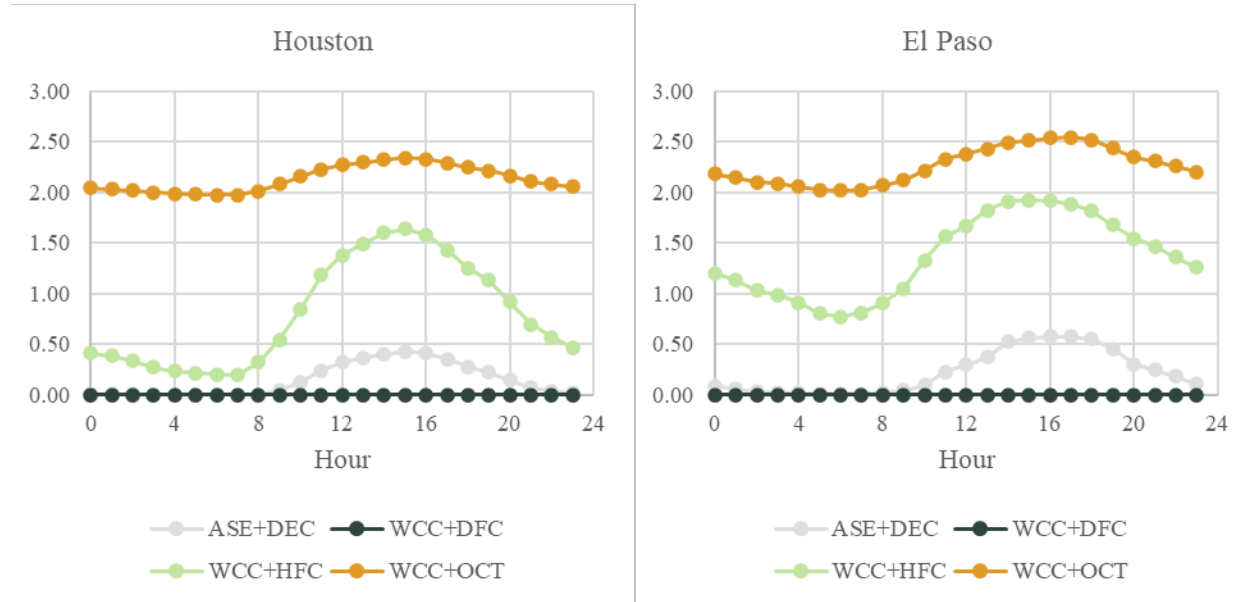 Houston
3.00
2.50
2.00
1.50
1.00
0.50
0.00
0 4 8 12 16 20 24
Hour
ASE+DEC WCC+DFC
WCC+HFC WCC+OCT
El Paso
3.00
2.50
2.00
1.50
1.00
0.50
0.00
0 4 8 12 16 20 24
Hour
ASE+DEC WCC+DFC
WCC+HFC WCC+OCT